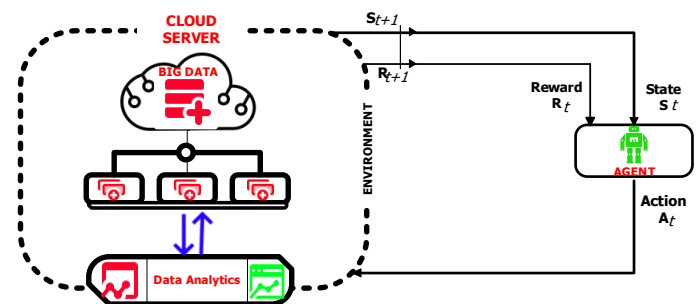 CLOUD
SERVER
BIG DATA
ENVIRONMENT
Data Analytics
S t+1
R t+1
Reward
R t
State
S t
AGENT
Action
A t